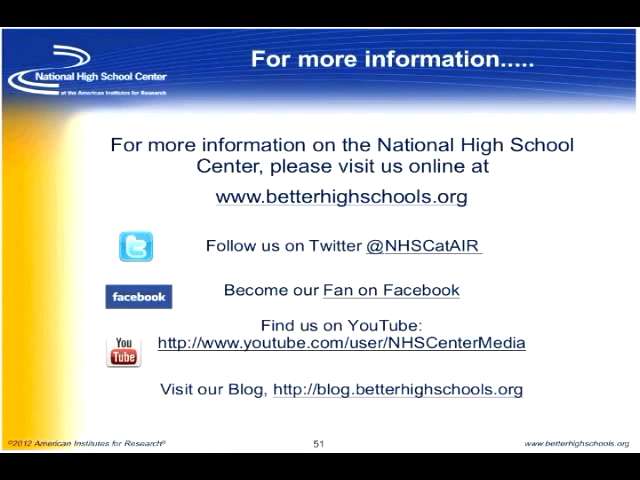 For more information.....
National High School Center
at the American Institutes for Research
For more information on the National High School
Center, please visit us online at
www.betterhighschools.org
Follow us on Twitter @NHSCatAIR
Become our Fan on Facebook
facebook
Find us on YouTube:
http://www.youtube.com/user/NHSCenterMedia
You
Tube
Visit our Blog, http://blog.betterhighschools.org
©2012 American Institutes for Research®
51
www.betterhighschools.org